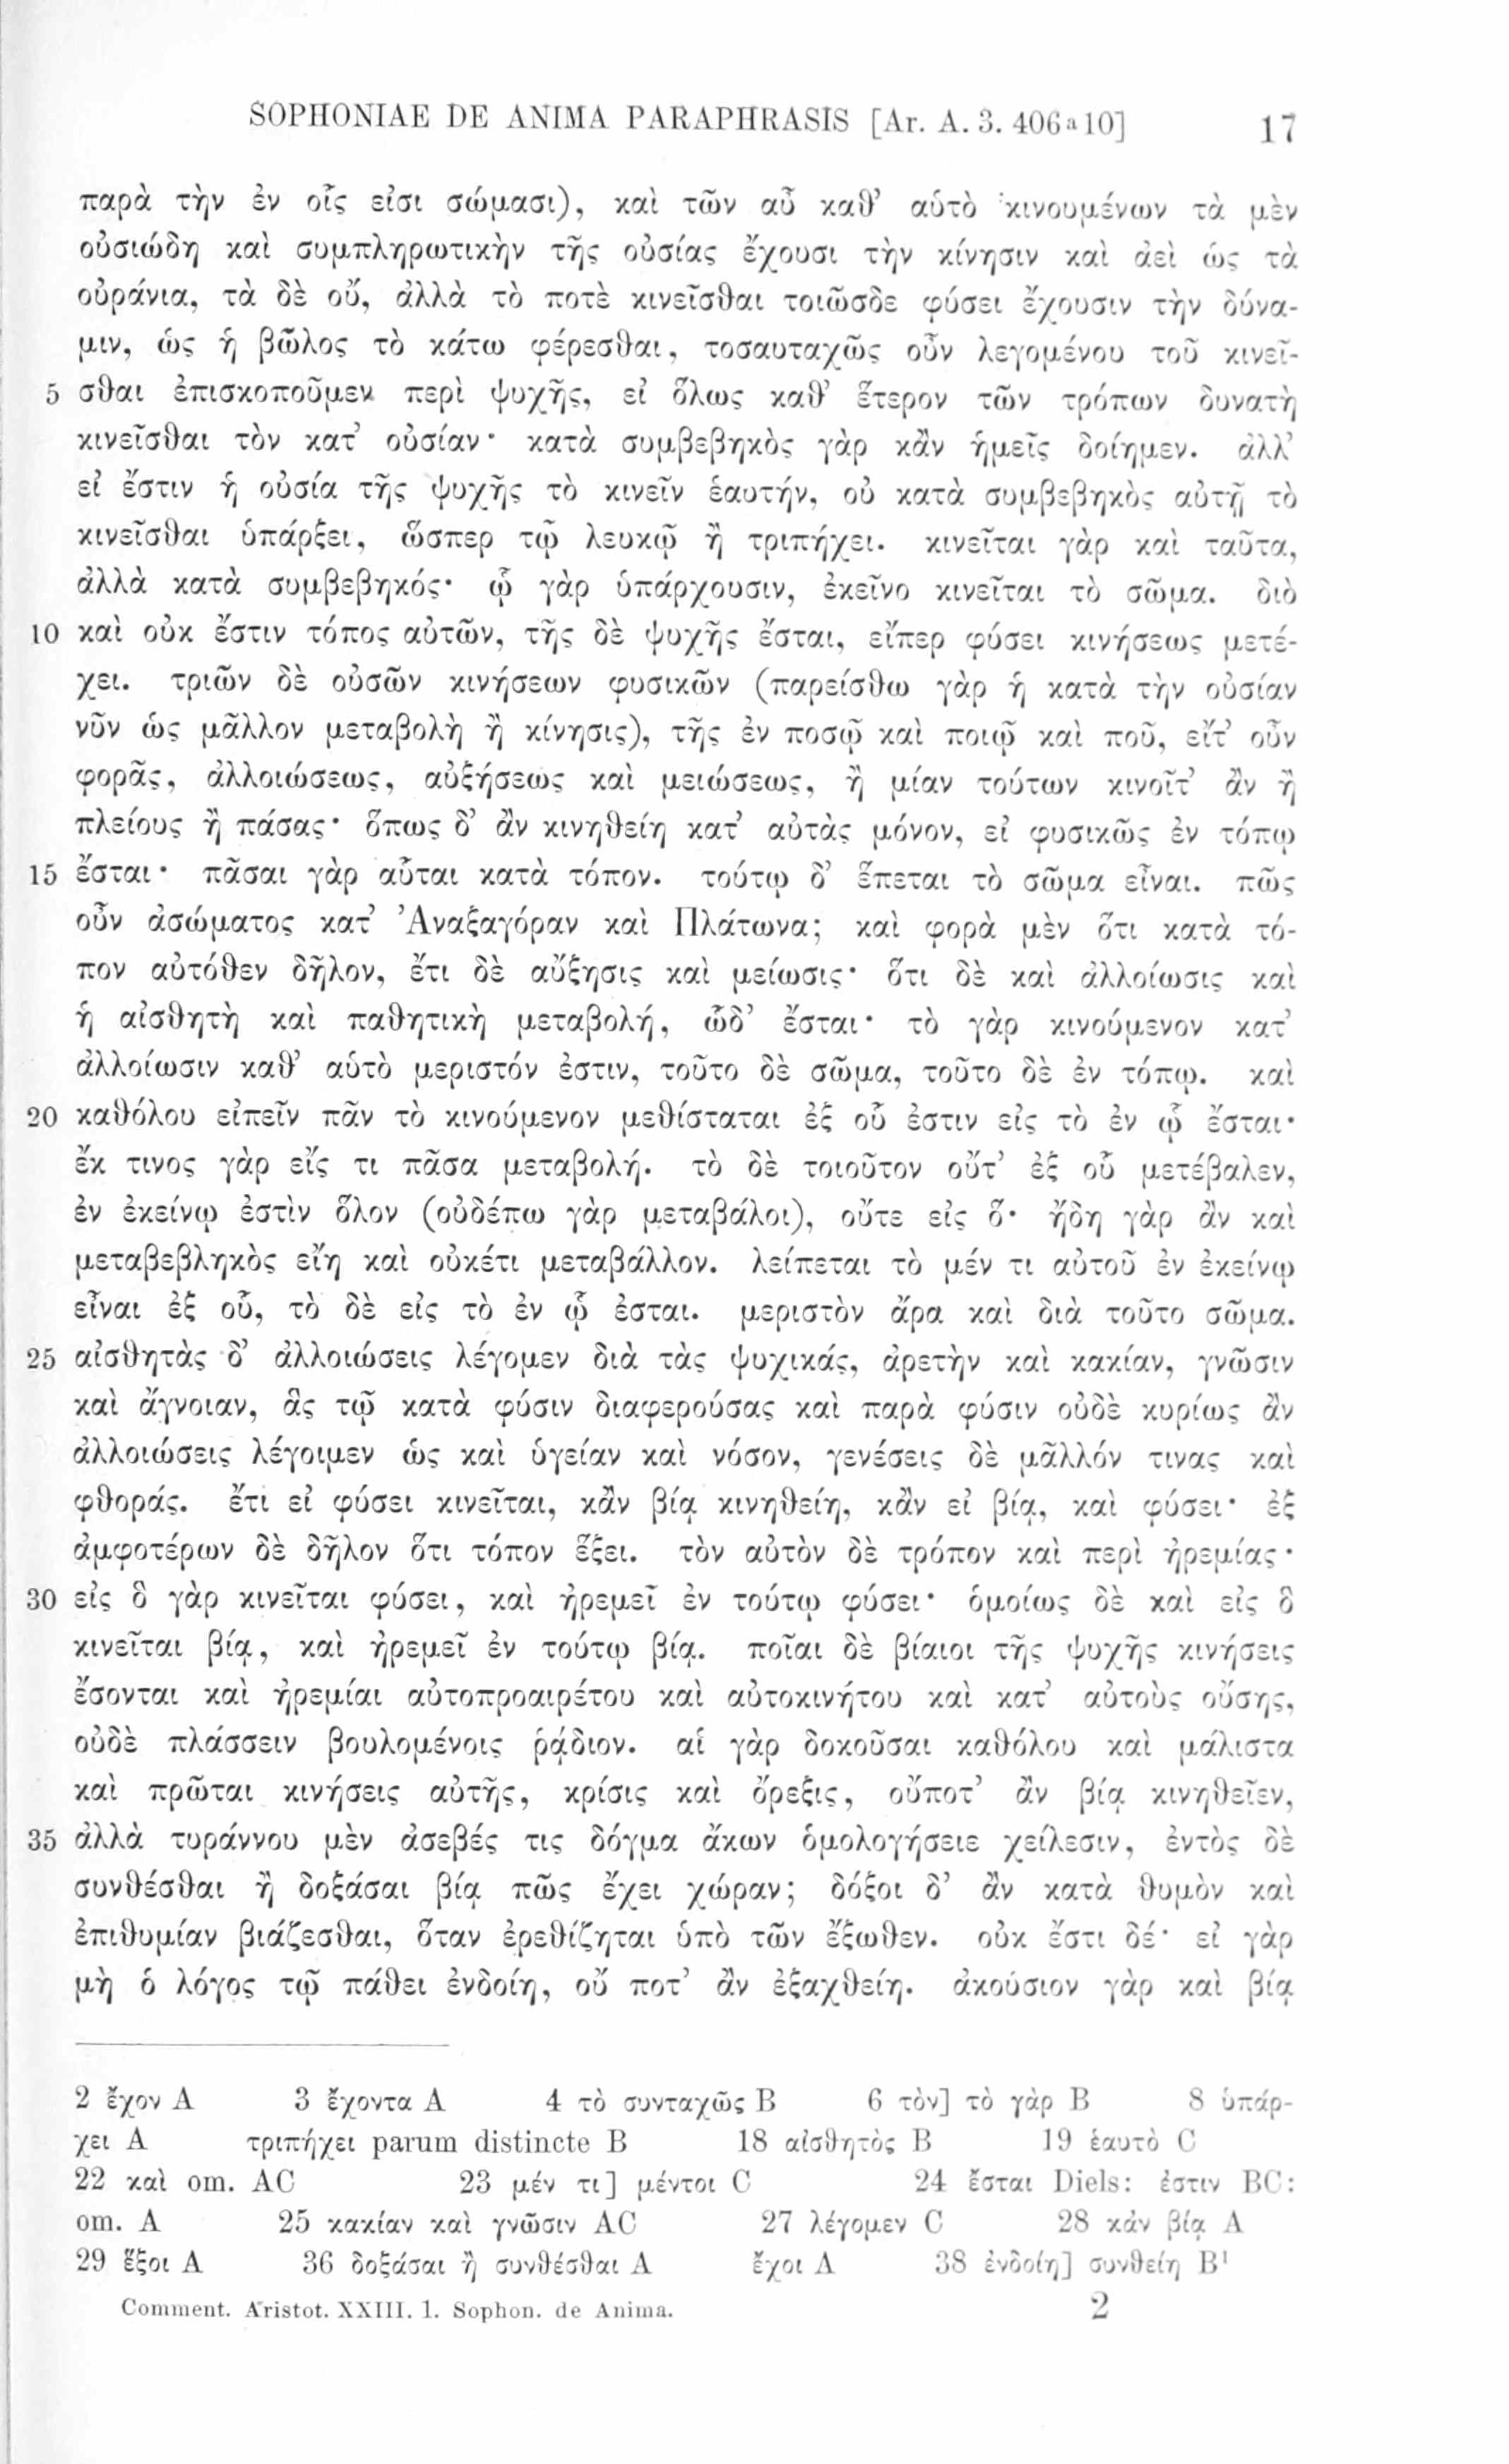 SOPHONIAE DE ANIMA PARAPHRASIS [Ar. A. 3. 406ᵃ10] 17
παρὰ τὴν ἐν οἷς εἰσι σώμασι), καὶ τῶν αὖ καθ’ αὑτὸ κινουμένων τὰ μὲν
οὐσιώδη καὶ συμπληρωτικὴν τῆς οὐσίας ἔχουσι τὴν κίνησιν καὶ ἀεὶ ὡς τὰ
οὐράνια, τὰ δὲ οὔ, ἀλλὰ τὸ ποτὲ κινεῖσθαι τοιῶσδε φύσει ἔχουσιν τὴν δύνα-
μιν, ὡς ἡ βῶλος τὸ κάτω φέρεσθαι, τοσαυταχῶς οὖν λεγομένου τοῦ κινεῖ-
5 σθαι ἐπισκοποῦμεν περὶ ψυχῆς, εἰ ὅλως καθ’ ἕτερον τῶν τρόπων δυνατὴ
κινεῖσθαι τὸν κατ’ οὐσίαν· κατὰ συμβεβηκὸς γὰρ κἂν ἡμεῖς δοίημεν. ἀλλ’
εἰ ἔστιν ἡ οὐσία τῆς ψυχῆς τὸ κινεῖν ἑαυτήν, οὐ κατὰ συμβεβηκὸς αὐτῇ τὸ
κινεῖσθαι ὑπάρξει, ὥσπερ τῷ λευκῷ ἢ τριπήχει. κινεῖται γὰρ καὶ ταῦτα,
ἀλλὰ κατὰ συμβεβηκός· ᾧ γὰρ ὑπάρχουσιν, ἐκεῖνο κινεῖται τὸ σῶμα. διὸ
10 καὶ οὐκ ἔστιν τόπος αὐτῶν, τῆς δὲ ψυχῆς ἔσται, εἴπερ φύσει κινήσεως μετέ-
χει. τριῶν δὲ οὐσῶν κινήσεων φυσικῶν (παρείσθω γὰρ ἡ κατὰ τὴν οὐσίαν
νῦν ὡς μᾶλλον μεταβολὴ ἢ κίνησις), τῆς ἐν ποσῷ καὶ ποιῷ καὶ ποῦ, εἴτ’ οὖν
φορᾶς, ἀλλοιώσεως, αὐξήσεως καὶ μειώσεως, ἢ μίαν τούτων κινοῖτ’ ἂν ἢ
πλείους ἢ πάσας· ὅπως δ’ ἂν κινηθείη κατ’ αὐτὰς μόνον, εἰ φυσικῶς ἐν τόπῳ
15 ἔσται· πᾶσαι γὰρ αὗται κατὰ τόπον. τούτῳ δ’ ἕπεται τὸ σῶμα εἶναι. πῶς
οὖν ἀσώματος κατ’ Ἀναξαγόραν καὶ Πλάτωνα; καὶ φορὰ μὲν ὅτι κατὰ τό-
πον αὐτόθεν δῆλον, ἔτι δὲ αὔξησις καὶ μείωσις· ὅτι δὲ καὶ ἀλλοίωσις καὶ
ἡ αἰσθητὴ καὶ παθητικὴ μεταβολή, ὧδ’ ἔσται· τὸ γὰρ κινούμενον κατ’
ἀλλοίωσιν καθ’ αὑτὸ μεριστόν ἐστιν, τοῦτο δὲ σῶμα, τοῦτο δὲ ἐν τόπῳ. καὶ
20 καθόλου εἰπεῖν πᾶν τὸ κινούμενον μεθίσταται ἐξ οὗ ἐστιν εἰς τὸ ἐν ᾧ ἔσται·
ἔκ τινος γὰρ εἴς τι πᾶσα μεταβολή. τὸ δὲ τοιοῦτον οὔτ’ ἐξ οὗ μετέβαλεν,
ἐν ἐκείνῳ ἐστὶν ὅλον (οὐδέπω γὰρ μεταβάλοι), οὔτε εἰς ὅ· ἤδη γὰρ ἂν καὶ
μεταβεβληκὸς εἴη καὶ οὐκέτι μεταβάλλον. λείπεται τὸ μέν τι αὐτοῦ ἐν ἐκείνῳ
εἶναι ἐξ οὗ, τὸ δὲ εἰς τὸ ἐν ᾧ ἐσται. μεριστὸν ἄρα καὶ διὰ τοῦτο σῶμα.
25 αἰσθητὰς δ’ ἀλλοιώσεις λέγομεν διὰ τὰς ψυχικάς, ἀρετὴν καὶ κακίαν, γνῶσιν
καὶ ἄγνοιαν, ἃς τῷ κατὰ φύσιν διαφερούσας καὶ παρὰ φύσιν οὐδὲ κυρίως ἂν
ἀλλοιώσεις λέγοιμεν ὡς καὶ ὑγείαν καὶ νόσον, γενέσεις δὲ μᾶλλόν τινας καὶ
φθοράς. ἔτι εἰ φύσει κινεῖται, κἂν βίᾳ κινηθείη, κἂν εἰ βίᾳ, καὶ φύσει· ἐξ
ἀμφοτέρων δὲ δῆλον ὅτι τόπον ἕξει. τὸν αὐτὸν δὲ τρόπον καὶ περὶ ἠρεμίας·
30 εἰς ὃ γὰρ κινεῖται φύσει, καὶ ἠρεμεῖ ἐν τούτῳ φύσει· ὁμοίως δὲ καὶ εἰς ὃ
κινεῖται βίᾳ, καὶ ἠρεμεῖ ἐν τούτῳ βίᾳ. ποῖαι δὲ βίαιοι τῆς ψυχῆς κινήσεις
ἔσονται καὶ ἠρεμίαι αὐτοπροαιρέτου καὶ αὐτοκινήτου καὶ κατ’ αὐτοὺς οὔσης,
οὐδὲ πλάσσειν βουλομένοις ῥᾴδιον. αἱ γὰρ δοκοῦσαι καθόλου καὶ μάλιστα
καὶ πρῶται κινήσεις αὐτῆς, κρίσις καὶ ὄρεξις, οὔποτ’ ἂν βίᾳ κινηθεῖεν,
35 ἀλλὰ τυράννου μὲν ἀσεβές τις δόγμα ἄκων ὁμολογήσειε χείλεσιν, ἐντὸς δὲ
συνθέσθαι ἢ δοξάσαι βίᾳ πῶς ἔχει χώραν; δόξοι δ’ ἂν κατὰ θυμὸν καὶ
ἐπιθυμίαν βιάζεσθαι, ὅταν ἐρεθίζηται ὑπὸ τῶν ἔξωθεν. οὐκ ἔστι δέ· εἰ γὰρ
μὴ ὁ λόγος τῷ πάθει ἐνδοίη, οὔ ποτ’ ἂν ἐξαχθείη. ἀκούσιον γὰρ καὶ βίᾳ
2 ἔχον A 3 ἔχοντα A 4 τὸ συνταχῶς B 6 τὸν] τὸ γὰρ B 8 ὑπάρ-
χει A τριπήχει parum distincte B 18 αἰσθητὸς B 19 ἑαυτὸ C
22 καὶ om. AC 23 μέν τι] μέντοι C 24 ἔσται Diels: ἐστιν BC:
om. A 25 κακίαν καὶ γνῶσιν AC 27 λέγομεν C 28 κἀν βίᾳ A
29 ἕξοι A 36 δοξάσαι ἢ συνθέσθαι A ἔχοι A 38 ἐνδοίη] συνθείη B¹
Comment. Aristot. XXIII. 1. Sophon. de Anima. 2